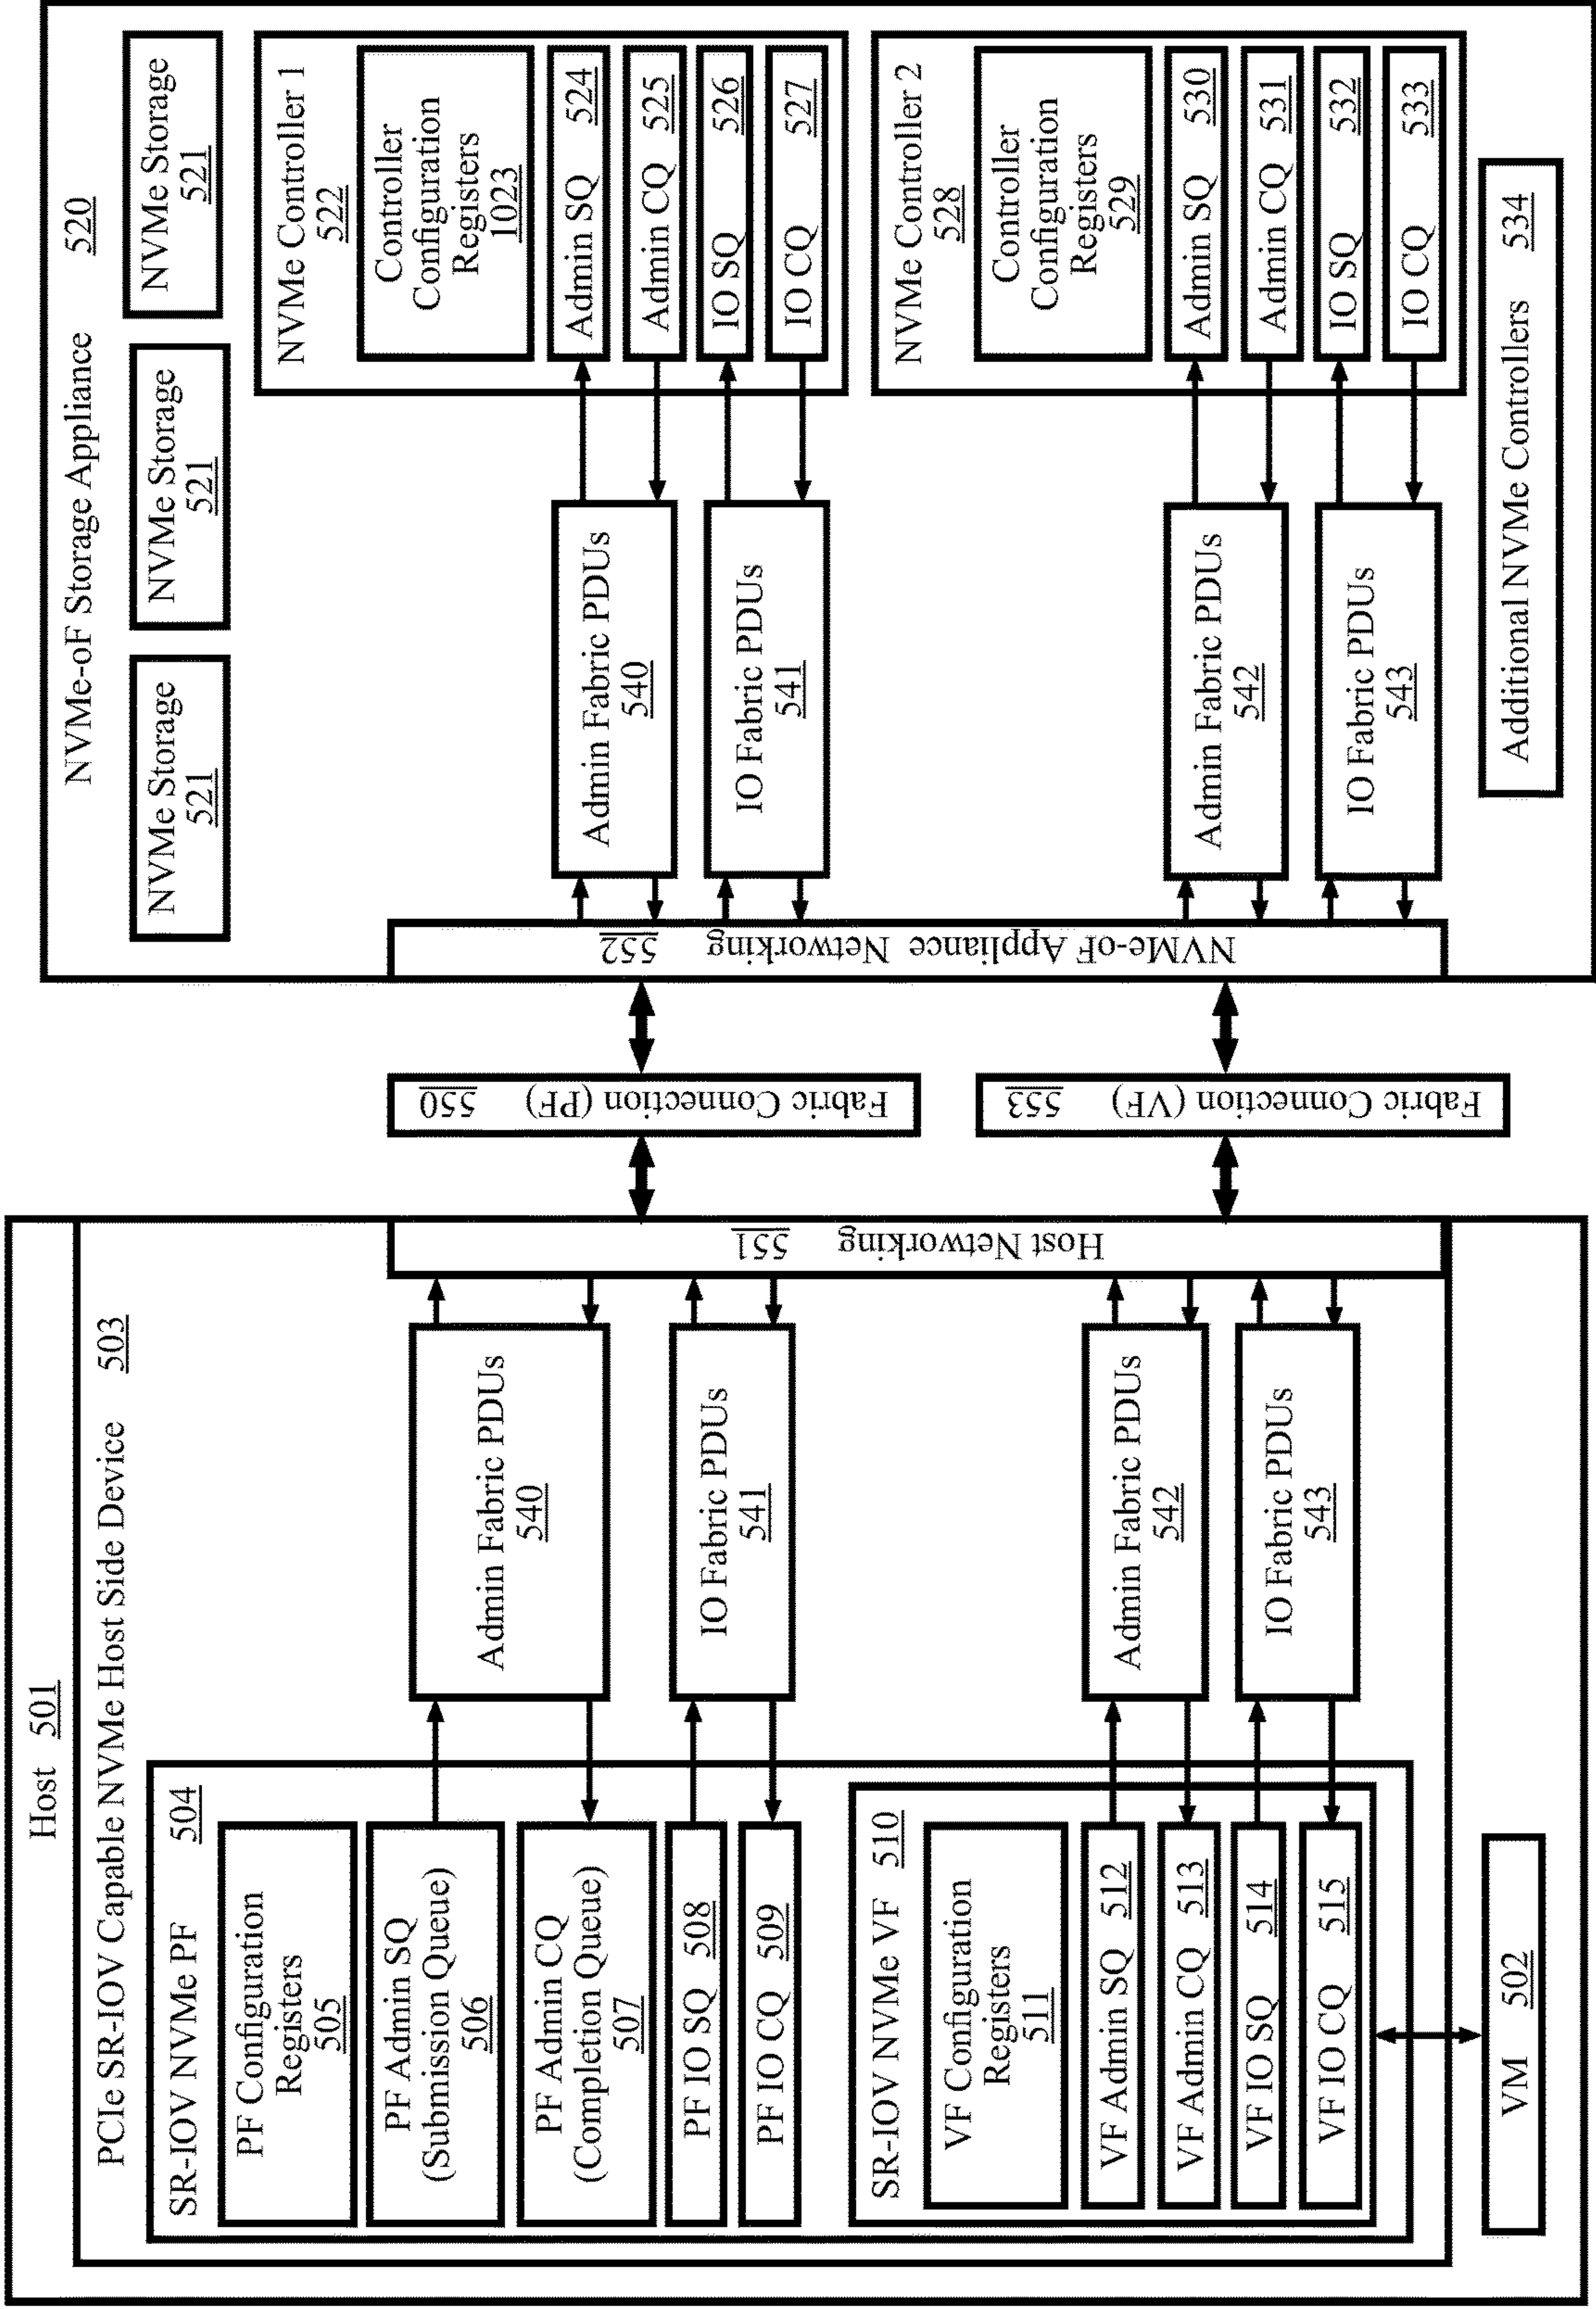 Host 501
PCIe SR-IOV Capable NVMe Host Side Device 503
SR-IOV NVMe PF 504
PF Configuration
Registers
505
PF Admin SQ
(Submission Queue)
506
PF Admin CQ
(Completion Queue)
507
PF IO SQ 508
PF IO CQ 509
SR-IOV NVMe VF 510
VF Configuration
Registers
511
VF Admin SQ 512
VF Admin CQ 513
VF IO SQ 514
VF IO CQ 515
VM 502
Admin Fabric PDUs
540
IO Fabric PDUs
541
Admin Fabric PDUs
542
IO Fabric PDUs
543
Host Networking 551
Fabric Connection (PF) 550
Fabric Connection (VF) 553
NVMe-oF Storage Appliance 520
NVMe Storage
521
NVMe Storage
521
NVMe Storage
521
NVMe-oF Appliance Networking 552
Admin Fabric PDUs
540
IO Fabric PDUs
541
Admin Fabric PDUs
542
IO Fabric PDUs
543
NVMe Controller 1
522
Controller
Configuration
Registers
1023
Admin SQ 524
Admin CQ 525
IO SQ 526
IO CQ 527
NVMe Controller 2
528
Controller
Configuration
Registers
529
Admin SQ 530
Admin CQ 531
IO SQ 532
IO CQ 533
Additional NVMe Controllers 534